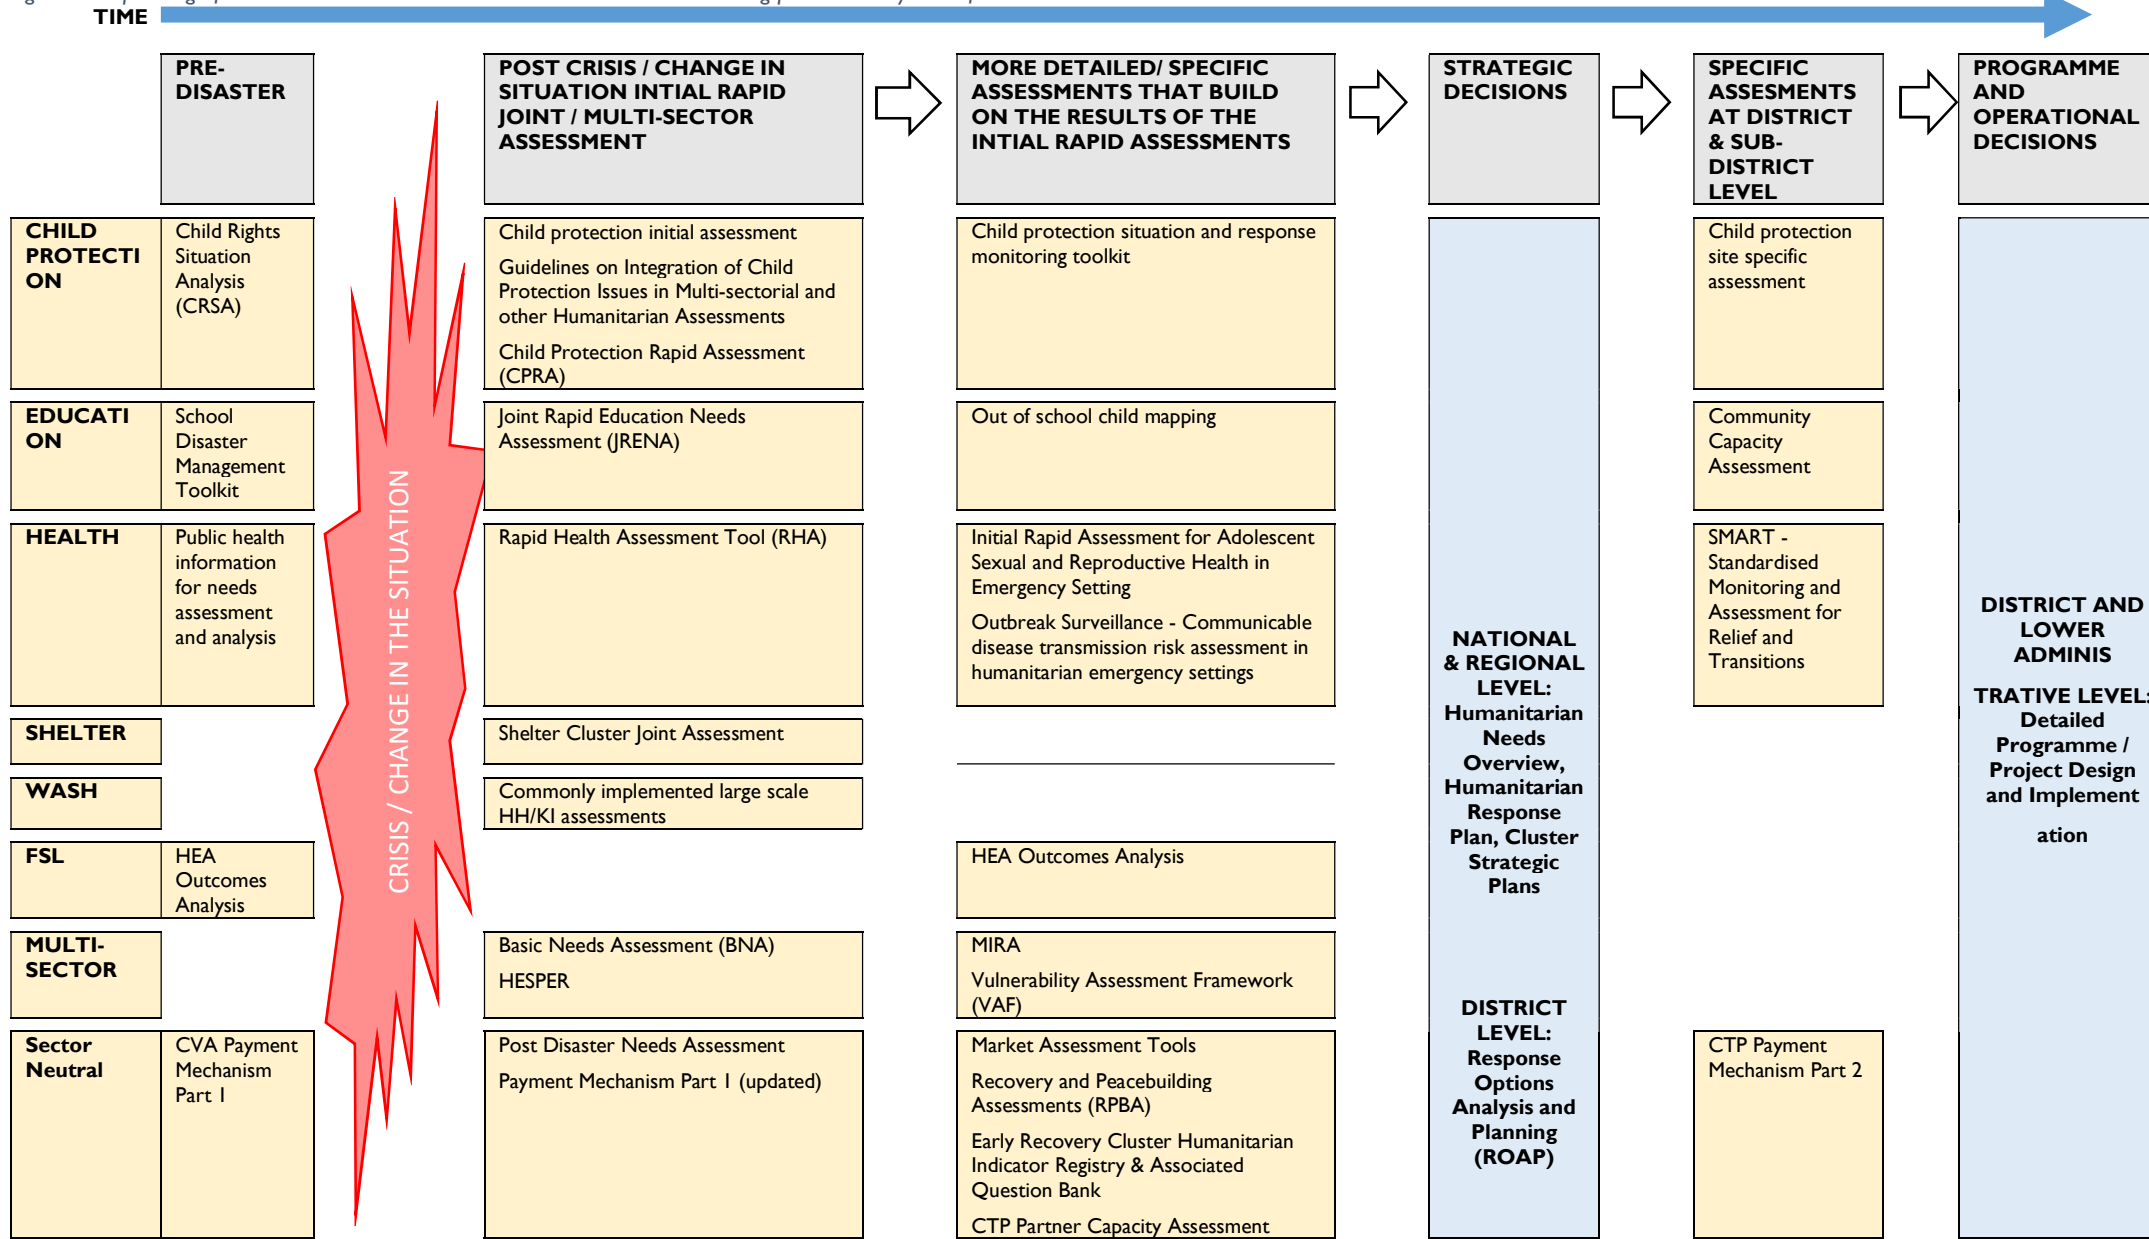 TIME
PRE-
DISASTER
POST CRISIS / CHANGE IN
SITUATION INTIAL RAPID
JOINT / MULTI-SECTOR
ASSESSMENT
MORE DETAILED/ SPECIFIC
ASSESSMENTS THAT BUILD
ON THE RESULTS OF THE
INTIAL RAPID ASSESSMENTS
STRATEGIC
DECISIONS
SPECIFIC
ASSESMENTS
AT DISTRICT
& SUB-
DISTRICT
LEVEL
PROGRAMME
AND
OPERATIONAL
DECISIONS
CHILD
PROTECTI
ON
Child Rights
Situation
Analysis
(CRSA)
Child protection initial assessment
Guidelines on Integration of Child
Protection Issues in Multi-sectorial and
other Humanitarian Assessments
Child Protection Rapid Assessment
(CPRA)
Child protection situation and response
monitoring toolkit
Child protection
site specific
assessment
EDUCATI
ON
School
Disaster
Management
Toolkit
Joint Rapid Education Needs
Assessment (JRENA)
Out of school child mapping
Community
Capacity
Assessment
HEALTH
Public health
information
for needs
assessment
and analysis
Rapid Health Assessment Tool (RHA)
Initial Rapid Assessment for Adolescent
Sexual and Reproductive Health in
Emergency Setting
Outbreak Surveillance - Communicable
disease transmission risk assessment in
humanitarian emergency settings
SMART -
Standardised
Monitoring and
Assessment for
Relief and
Transitions
SHELTER
Shelter Cluster Joint Assessment
WASH
Commonly implemented large scale
HH/KI assessments
FSL
HEA
Outcomes
Analysis
HEA Outcomes Analysis
MULTI-
SECTOR
Basic Needs Assessment (BNA)
HESPER
MIRA
Vulnerability Assessment Framework
(VAF)
Sector
Neutral
CVA Payment
Mechanism
Part 1
Post Disaster Needs Assessment
Payment Mechanism Part 1 (updated)
Market Assessment Tools
Recovery and Peacebuilding
Assessments (RPBA)
Early Recovery Cluster Humanitarian
Indicator Registry & Associated
Question Bank
CTP Partner Capacity Assessment
CTP Payment
Mechanism Part 2
CRISIS / CHANGE IN THE SITUATION
NATIONAL
& REGIONAL
LEVEL:
Humanitarian
Needs
Overview,
Humanitarian
Response
Plan, Cluster
Strategic
Plans
DISTRICT
LEVEL:
Response
Options
Analysis and
Planning
(ROAP)
DISTRICT AND
LOWER
ADMINIS
TRATIVE LEVEL:
Detailed
Programme /
Project Design
and Implement
ation